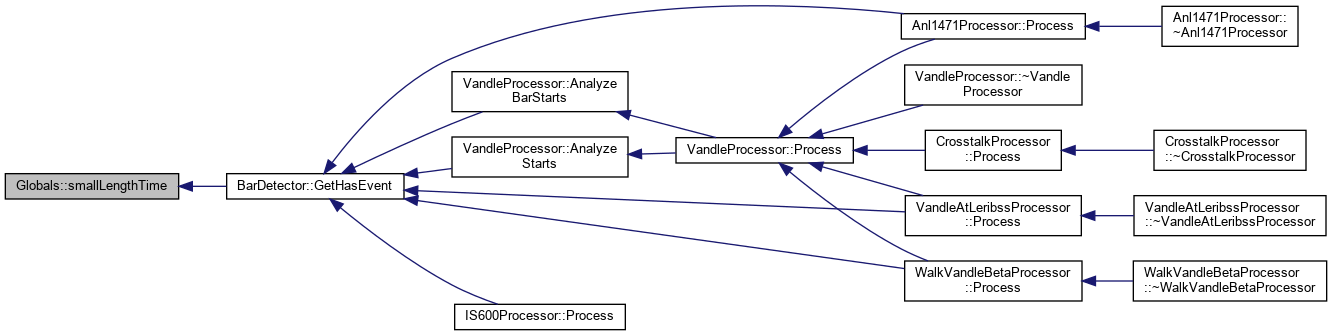 Globals::smallLengthTime
BarDetector::GetHasEvent
VandleProcessor::Analyze
BarStarts
VandleProcessor::Analyze
Starts
IS600Processor::Process
VandleProcessor::Process
Anl1471Processor::Process
VandleProcessor::~Vandle
Processor
CrosstalkProcessor
::Process
VandleAtLeribssProcessor
::Process
WalkVandleBetaProcessor
::Process
Anl1471Processor::
~Anl1471Processor
CrosstalkProcessor
::~CrosstalkProcessor
VandleAtLeribssProcessor
::~VandleAtLeribssProcessor
WalkVandleBetaProcessor
::~WalkVandleBetaProcessor